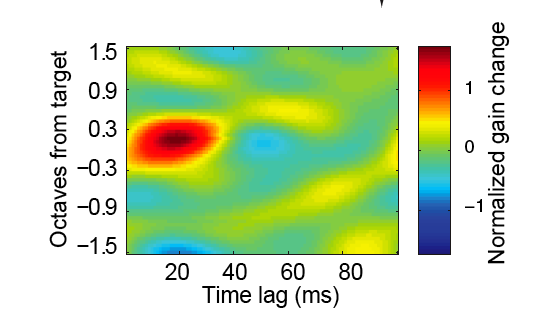 Octaves from target
1.5
0.9
0.3
−0.3
−0.9
−1.5
20 40 60 80
Time lag (ms)
1
0
−1
Normalized gain change